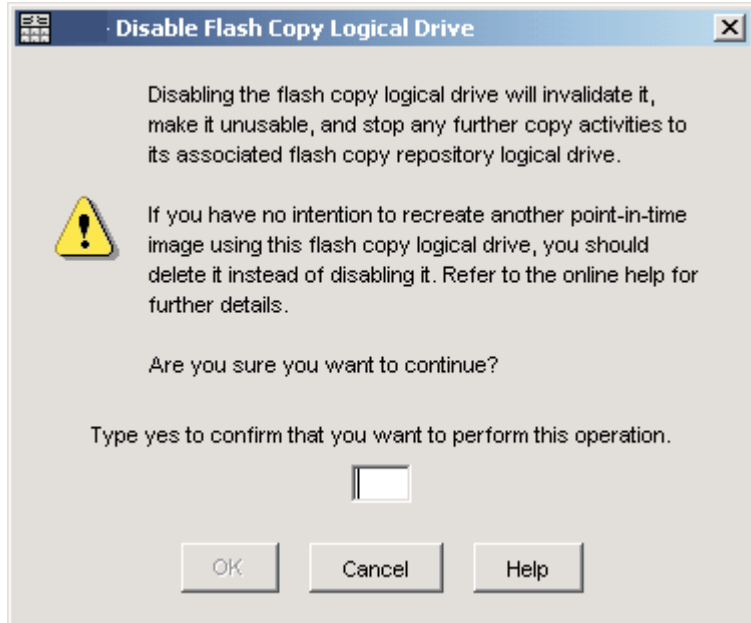 Disable Flash Copy Logical Drive
Disabling the flash copy logical drive will invalidate it,
make it unusable, and stop any further copy activities to
its associated flash copy repository logical drive.
If you have no intention to recreate another point-in-time
image using this flash copy logical drive, you should
delete it instead of disabling it. Refer to the online help for
further details.
Are you sure you want to continue?
Type yes to confirm that you want to perform this operation.
OK Cancel Help